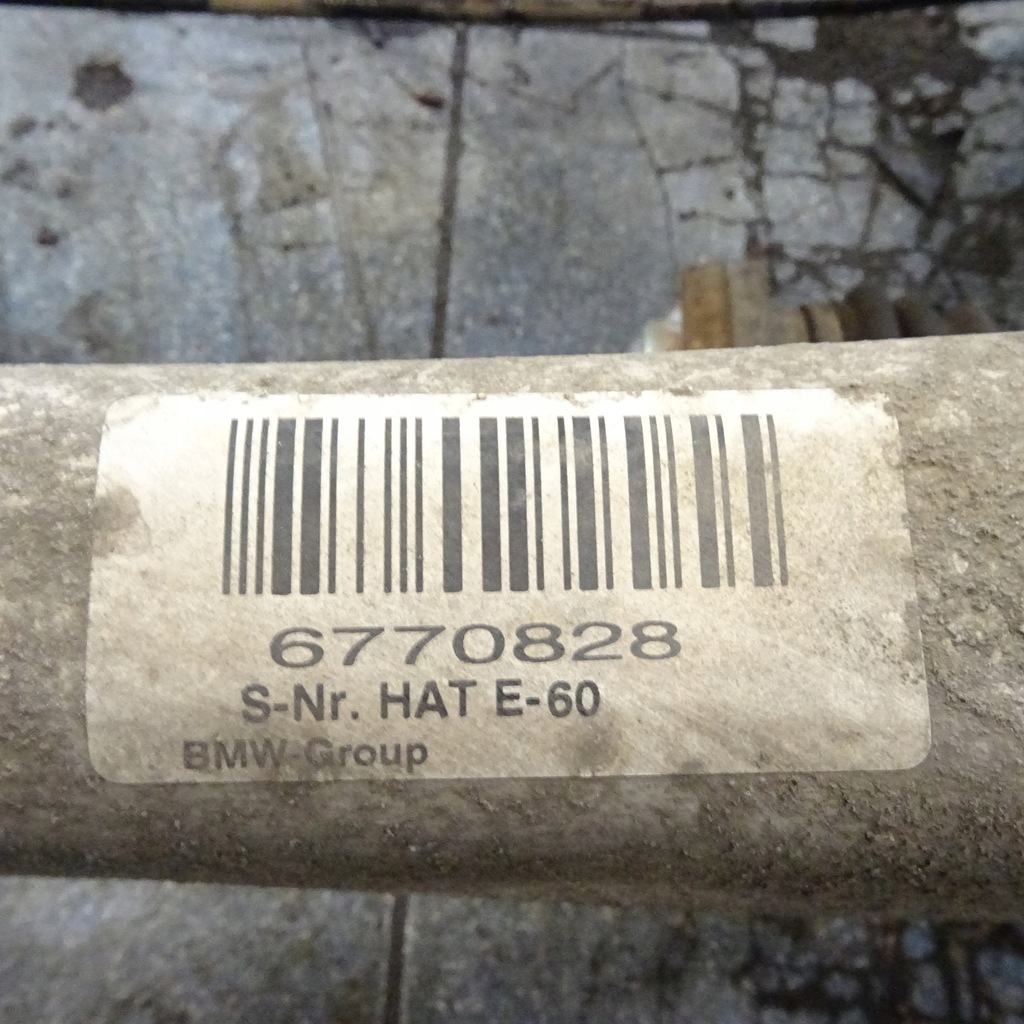 6770828
S-Nr. HAT E-60
BMW-Group